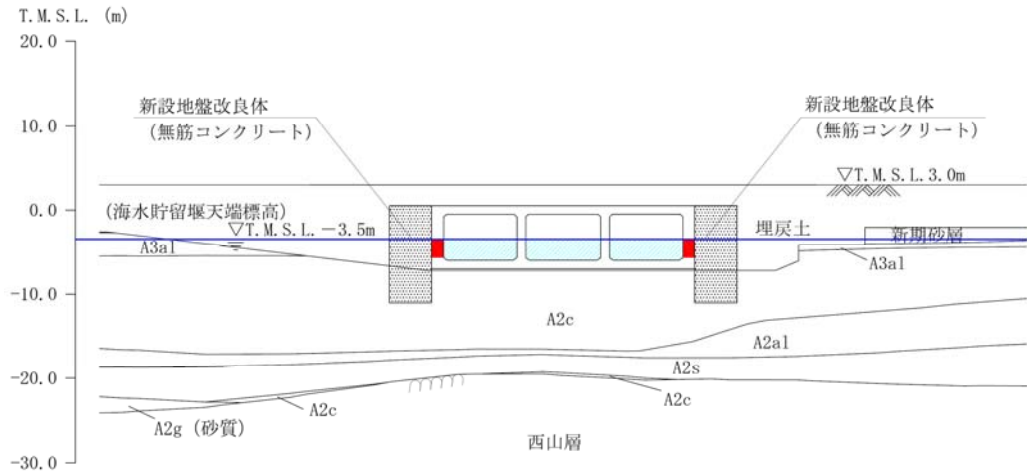 T.M.S.L. (m)
20.0
10.0
0.0
-10.0
-20.0
-30.0
新設地盤改良体
(無筋コンクリート)
新設地盤改良体
(無筋コンクリート)
▽T.M.S.L.3.0m
(海水貯留堰天端標高)
▽T.M.S.L.-3.5m
埋戻土
新期砂層
A3al
A3al
A2c
A2al
A2s
A2c
A2c
A2g(砂質)
西山層